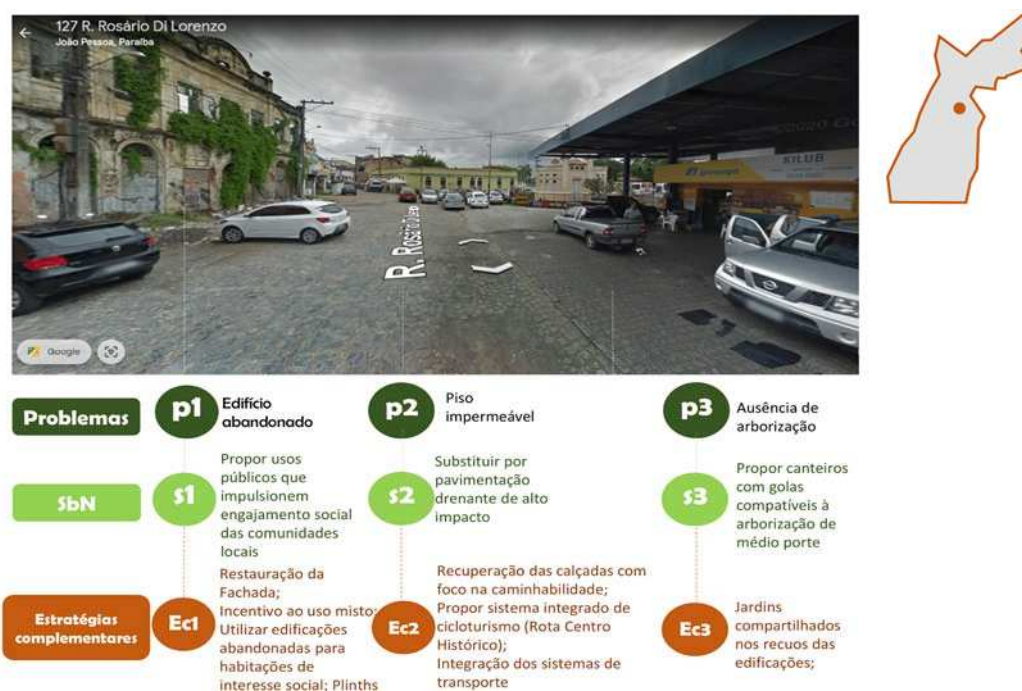 127 R. Rosário Di Lorenzo
João Pessoa, Paraíba
©2020 Go
KILUB
R. Rosário Di Lorenzo
Google
Problemas
p1
Edifício
abandonado
p2
Piso
impermeável
p3
Ausência de
arborização
SbN
s1
Propor usos
públicos que
impulsionem
engajamento social
das comunidades
locais
s2
Substituir por
pavimentação
drenante de alto
impacto
s3
Propor canteiros
com golas
compatíveis à
arborização de
médio porte
Estratégias
complementares
Ec1
Restauração da
Fachada;
Incentivo ao uso misto;
Utilizar edificações
abandonadas para
habitações de
interesse social; Plinths
Ec2
Recuperação das calçadas com
foco na caminhabilidade;
Propor sistema integrado de
cicloturismo (Rota Centro
Histórico);
Integração dos sistemas de
transporte
Ec3
Jardins
compartilhados
nos recuos das
edificações;